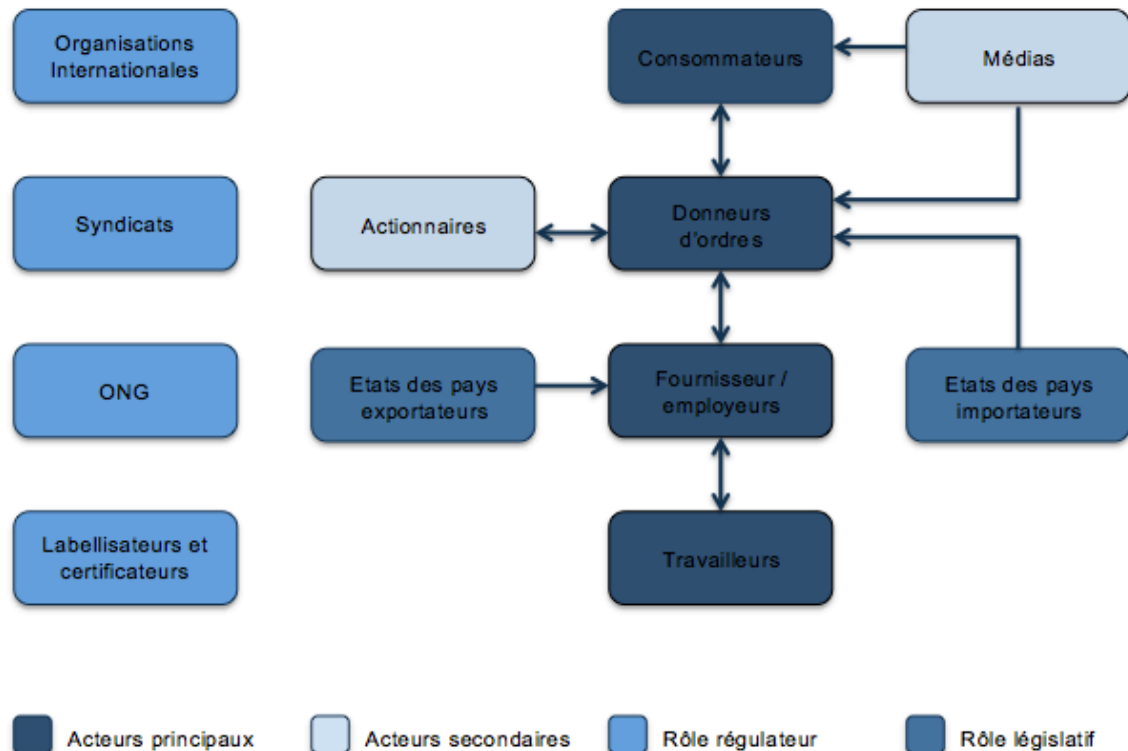 Organisations
Internationales
Consommateurs
Médias
Syndicats
Actionnaires
Donneurs
d'ordres
ONG
Etats des pays
exportateurs
Fournisseur /
employeurs
Etats des pays
importateurs
Labellisateurs et
certificateurs
Travailleurs
Acteurs principaux
Acteurs secondaires
Rôle régulateur
Rôle législatif